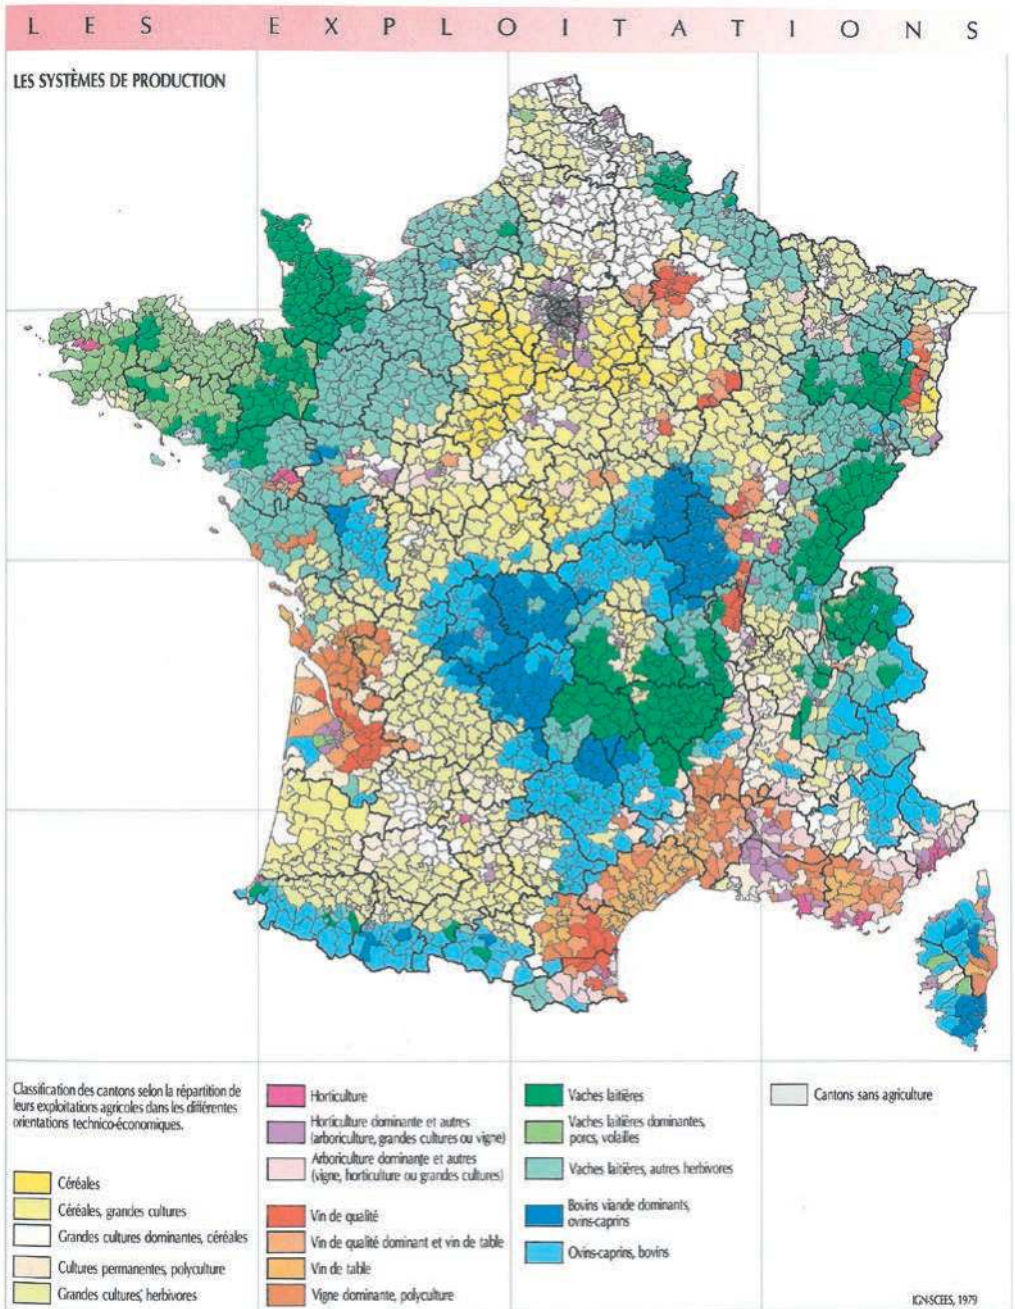 LES EXPLOITATIONS
LES SYSTÈMES DE PRODUCTION
Classification des cantons selon la répartition de
leurs exploitations agricoles dans les différentes
orientations technico-économiques.
Céréales
Céréales, grandes cultures
Grandes cultures dominantes, céréales
Cultures permanentes, polyculture
Grandes cultures, herbivores
Horticulture
Horticulture dominante et autres
(arboriculture, grandes cultures ou vigne)
Arboriculture dominante et autres
(vigne, horticulture ou grandes cultures)
Vin de qualité
Vin de qualité dominant et vin de table
Vin de table
Vigne dominante, polyculture
Vaches laitières
Vaches laitières dominantes,
porcs, volailles
Vaches laitières, autres herbivores
Bovins viande dominants,
ovins-caprins
Ovins-caprins, bovins
Cantons sans agriculture
IGN-SCEES, 1979